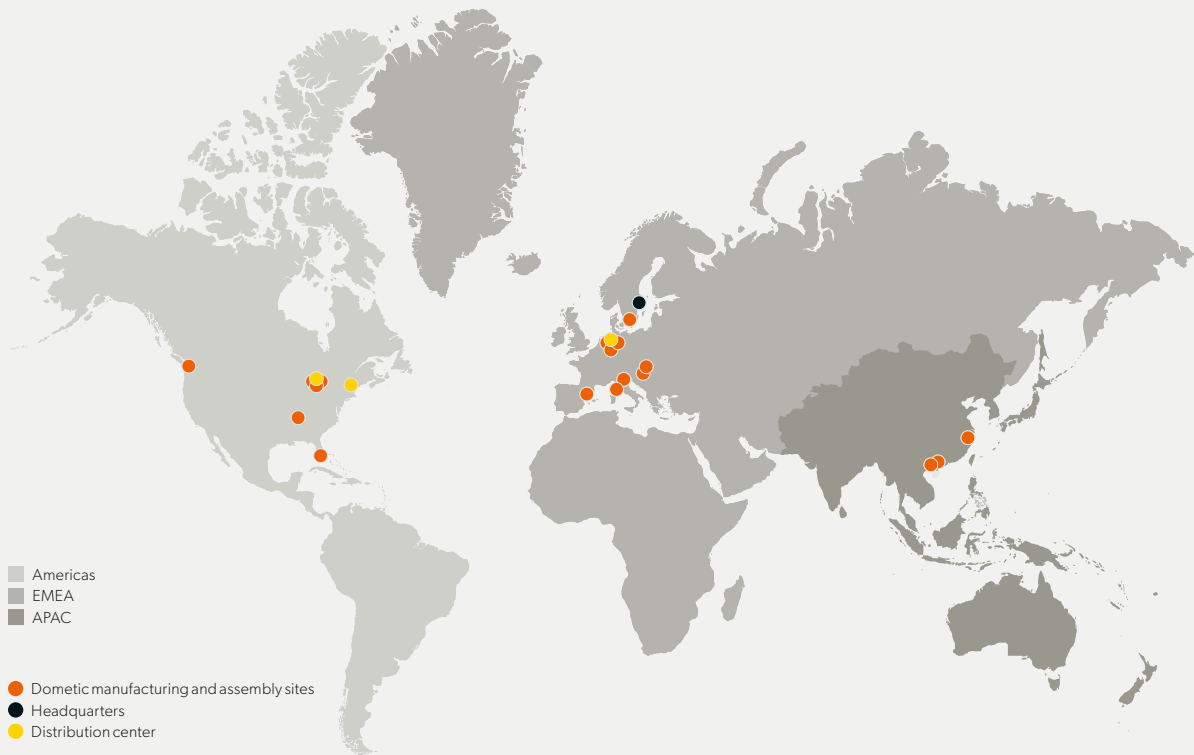 Americas
EMEA
APAC
Dometic manufacturing and assembly sites
Headquarters
Distribution center